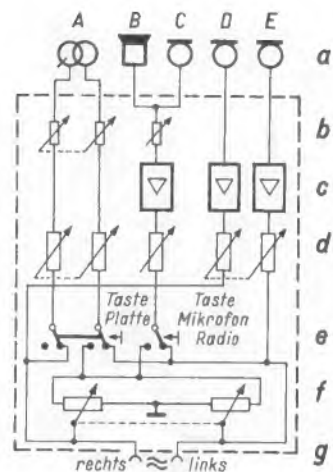 A B C D E
a
b
c
d
Taste Taste
Platte Mikrofon
Radio
e
f
rechts ≈ links
g